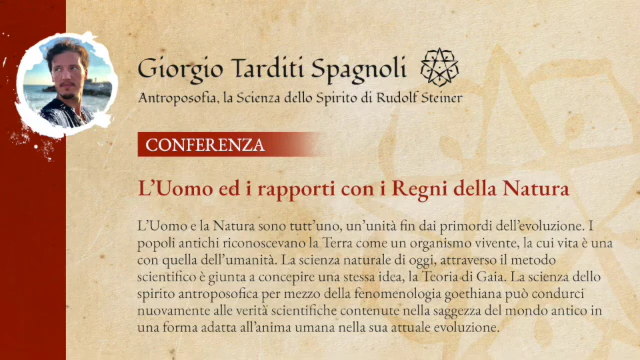 Giorgio Tarditi Spagnoli
Antroposofia, la Scienza dello Spirito di Rudolf Steiner
CONFERENZA
L’Uomo ed i rapporti con i Regni della Natura
L’Uomo e la Natura sono tutt’uno, un’unità fin dai primordi dell’evoluzione. I
popoli antichi riconoscevano la Terra come un organismo vivente, la cui vita è una
con quella dell’umanità. La scienza naturale di oggi, attraverso il metodo
scientifico è giunta a concepire una stessa idea, la Teoria di Gaia. La scienza dello
spirito antroposofica per mezzo della fenomenologia goethiana può condurci
nuovamente alle verità scientifiche contenute nella saggezza del mondo antico in
una forma adatta all’anima umana nella sua attuale evoluzione.